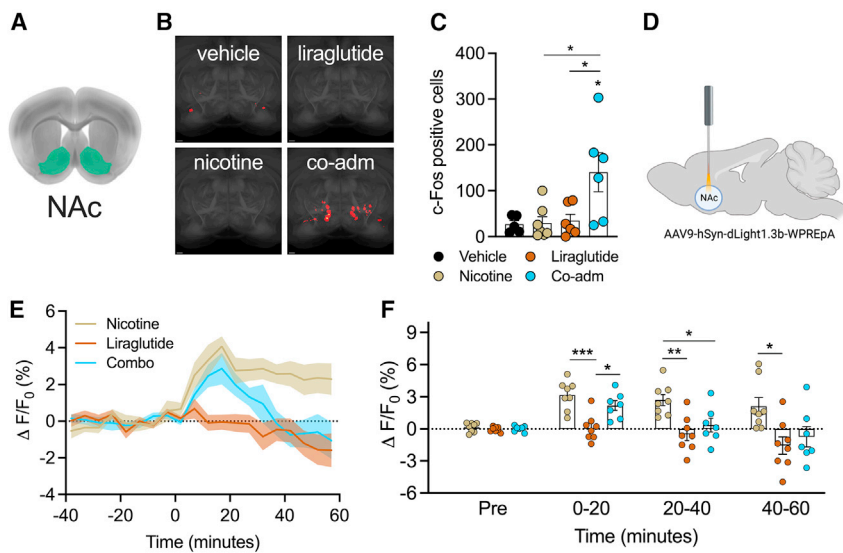 A
NAc
B
vehicle
liraglutide
nicotine
co-adm
C
c-Fos positive cells
400
300
200
100
0
*
*
*
Vehicle
Liraglutide
Nicotine
Co-adm
D
NAc
AAV9-hSyn-dLight1.3b-WPREpA
E
Δ F/F0 (%)
6
4
2
0
-2
-4
Nicotine
Liraglutide
Combo
-40 -20 0 20 40 60
Time (minutes)
F
Δ F/F0 (%)
9
6
3
0
-3
-6
***
*
**
*
*
Pre 0-20 20-40 40-60
Time (minutes)